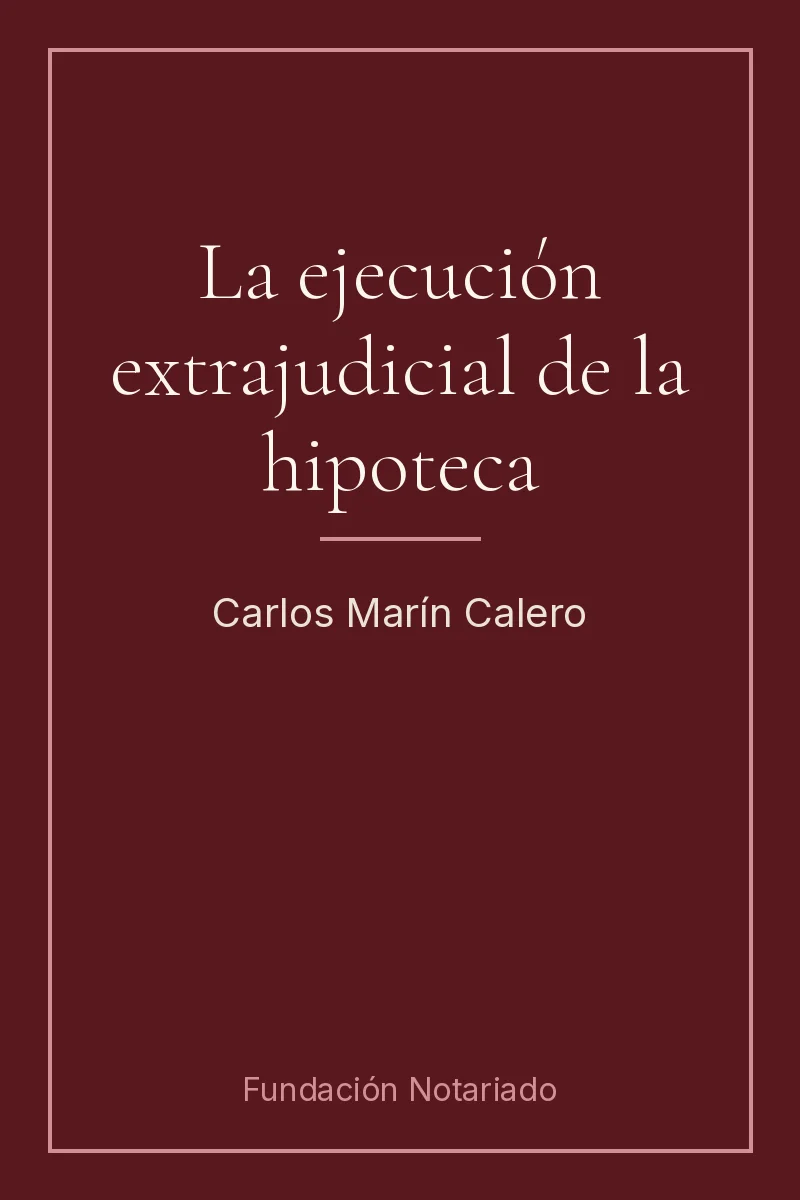 La ejecución
extrajudicial de la
hipoteca
Carlos Marín Calero
Fundación Notariado